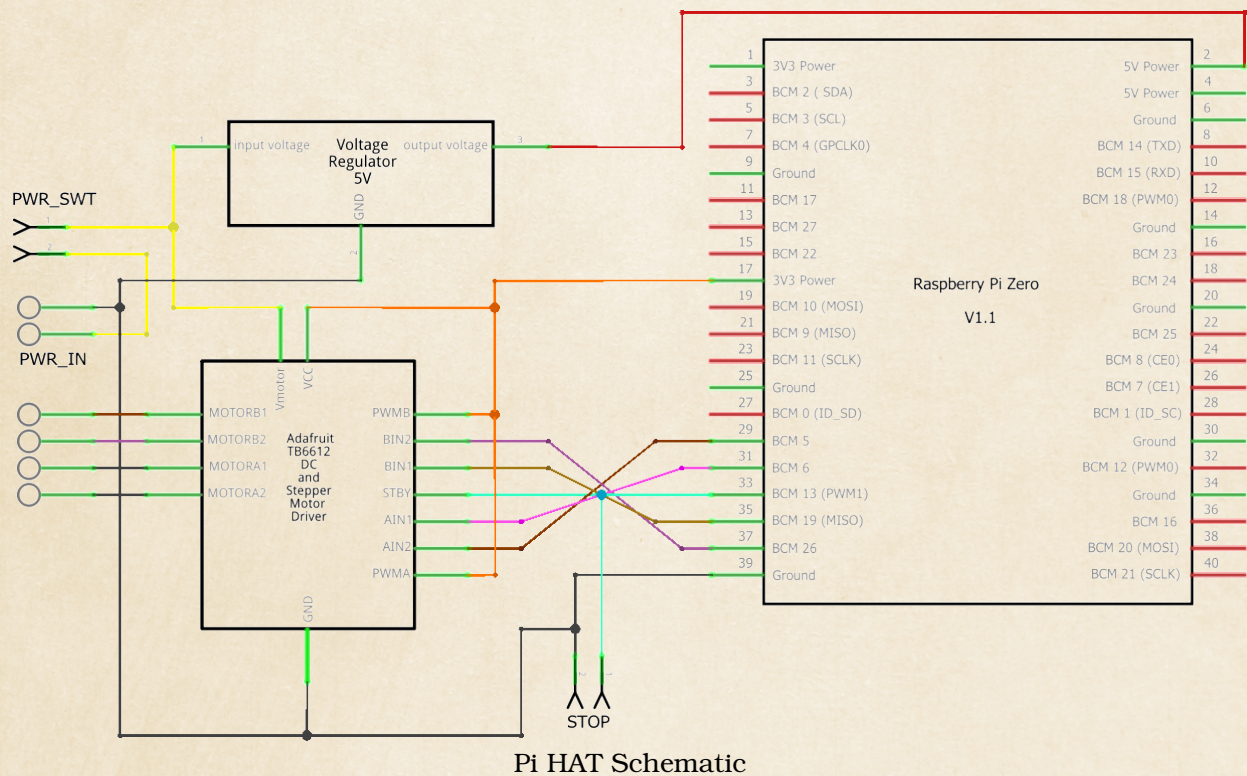 PWR_SWT
1
2
PWR_IN
1
input voltage
Voltage
Regulator
5V
output voltage
3
GND
2
Vmotor
VCC
MOTORB1
MOTORB2
MOTORA1
MOTORA2
Adafruit
TB6612
DC
and
Stepper
Motor
Driver
PWMB
BIN2
BIN1
STBY
AIN1
AIN2
PWMA
GND
2
1
STOP
1 3V3 Power
3 BCM 2 ( SDA)
5 BCM 3 (SCL)
7 BCM 4 (GPCLK0)
9 Ground
11 BCM 17
13 BCM 27
15 BCM 22
17 3V3 Power
19 BCM 10 (MOSI)
21 BCM 9 (MISO)
23 BCM 11 (SCLK)
25 Ground
27 BCM 0 (ID_SD)
29 BCM 5
31 BCM 6
33 BCM 13 (PWM1)
35 BCM 19 (MISO)
37 BCM 26
39 Ground
Raspberry Pi Zero
V1.1
5V Power 2
5V Power 4
Ground 6
BCM 14 (TXD) 8
BCM 15 (RXD) 10
BCM 18 (PWM0) 12
Ground 14
BCM 23 16
BCM 24 18
Ground 20
BCM 25 22
BCM 8 (CE0) 24
BCM 7 (CE1) 26
BCM 1 (ID_SC) 28
Ground 30
BCM 12 (PWM0) 32
Ground 34
BCM 16 36
BCM 20 (MOSI) 38
BCM 21 (SCLK) 40
Pi HAT Schematic